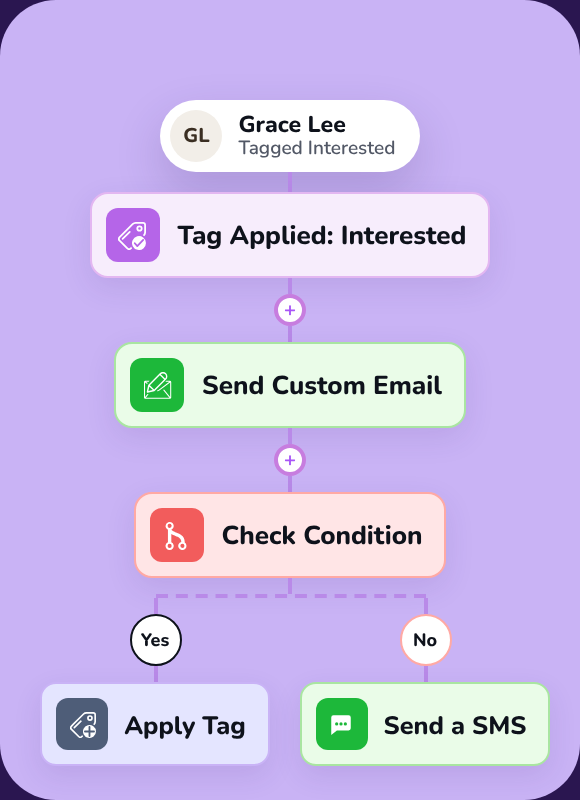 GL
Grace Lee
Tagged Interested
Tag Applied: Interested
Send Custom Email
Check Condition
Yes
No
Apply Tag
Send a SMS